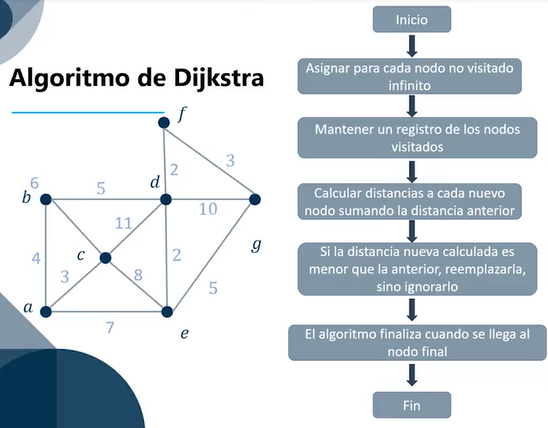 Algoritmo de Dijkstra
f
2
3
6
b
5
d
10
11
c
g
4
3
8
2
5
a
7
e
Inicio
Asignar para cada nodo no visitado
infinito
Mantener un registro de los nodos
visitados
Calcular distancias a cada nuevo
nodo sumando la distancia anterior
Si la distancia nueva calculada es
menor que la anterior, reemplazarla,
sino ignorarlo
El algoritmo finaliza cuando se llega al
nodo final
Fin